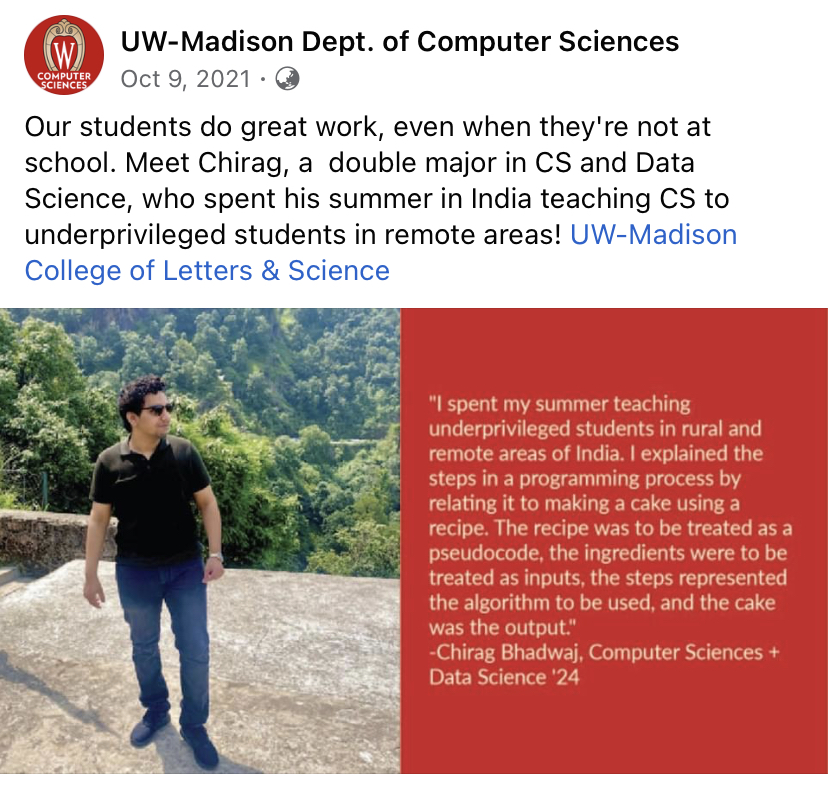 UW-Madison Dept. of Computer Sciences
W
COMPUTER
SCIENCES
Oct 9, 2021 ·
Our students do great work, even when they're not at
school. Meet Chirag, a  double major in CS and Data
Science, who spent his summer in India teaching CS to
underprivileged students in remote areas! UW-Madison
College of Letters & Science
"I spent my summer teaching
underprivileged students in rural and
remote areas of India. I explained the
steps in a programming process by
relating it to making a cake using a
recipe. The recipe was to be treated as a
pseudocode, the ingredients were to be
treated as inputs, the steps represented
the algorithm to be used, and the cake
was the output."
-Chirag Bhadwaj, Computer Sciences +
Data Science '24